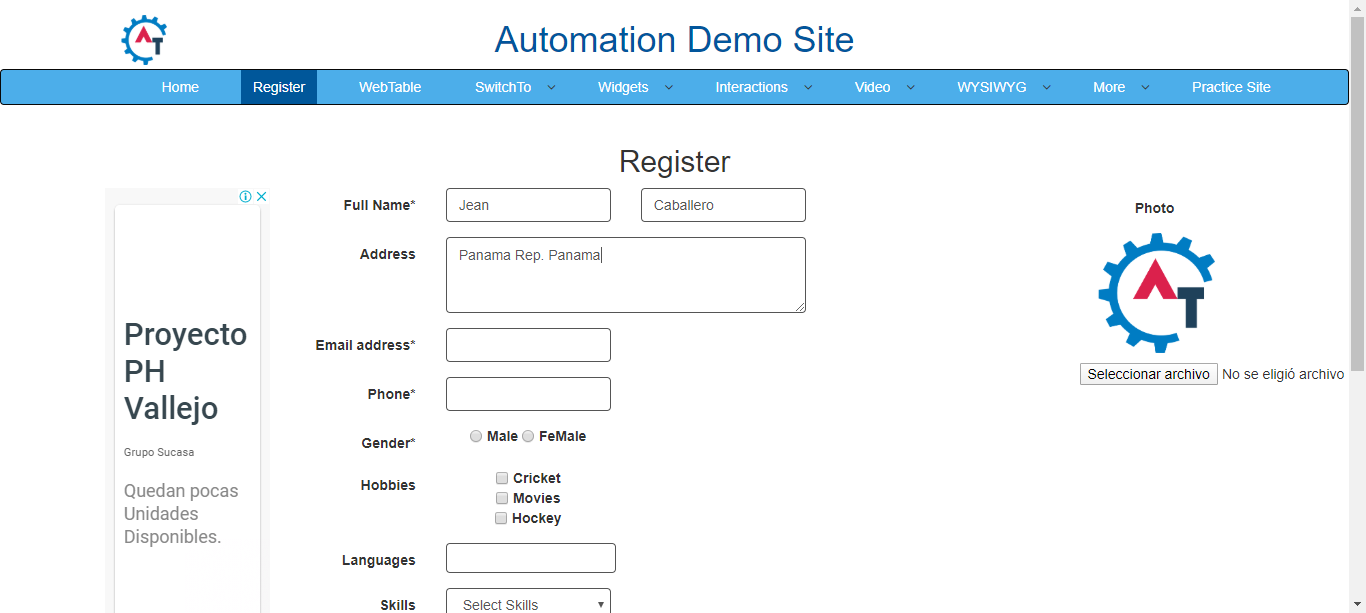 AT
Automation Demo Site
Home Register WebTable SwitchTo Widgets Interactions Video WYSIWYG More Practice Site
Register
Full Name* Jean Caballero
Address Panama Rep. Panama
Email address*
Phone*
Gender* Male FeMale
Hobbies Cricket
Movies
Hockey
Languages
Skills Select Skills
Photo
AT
Seleccionar archivo No se eligió archivo
Proyecto
PH
Vallejo
Grupo Sucasa
Quedan pocas
Unidades
Disponibles.